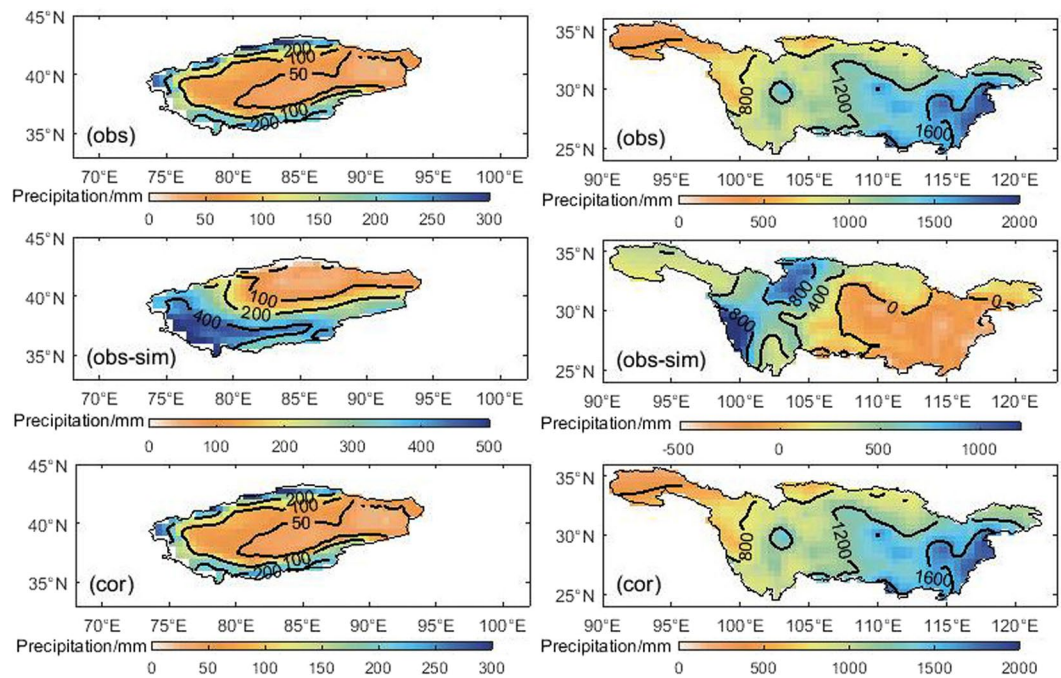 45°N
40°N
35°N
(obs)
200
100
50
100
200
70°E 75°E 80°E 85°E 90°E 95°E 100°E
Precipitation/mm
0 50 100 150 200 250 300
35°N
30°N
25°N
(obs)
800
1200
1600
90°E 95°E 100°E 105°E 110°E 115°E 120°E
Precipitation/mm
0 500 1000 1500 2000
45°N
40°N
35°N
(obs-sim)
100
200
400
70°E 75°E 80°E 85°E 90°E 95°E 100°E
Precipitation/mm
0 100 200 300 400 500
35°N
30°N
25°N
(obs-sim)
800
800
400
0
0
90°E 95°E 100°E 105°E 110°E 115°E 120°E
Precipitation/mm
-500 0 500 1000
45°N
40°N
35°N
(cor)
200
100
50
100
200
70°E 75°E 80°E 85°E 90°E 95°E 100°E
Precipitation/mm
0 50 100 150 200 250 300
35°N
30°N
25°N
(cor)
800
1200
1600
90°E 95°E 100°E 105°E 110°E 115°E 120°E
Precipitation/mm
0 500 1000 1500 2000